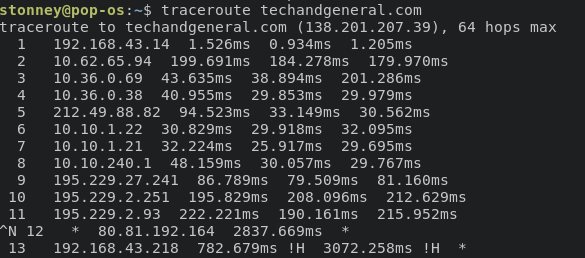 stonney@pop-os:~$ traceroute techandgeneral.com
traceroute to techandgeneral.com (138.201.207.39), 64 hops max
1 192.168.43.14 1.526ms 0.934ms 1.205ms
2 10.62.65.94 199.691ms 184.278ms 179.970ms
3 10.36.0.69 43.635ms 38.894ms 201.286ms
4 10.36.0.38 40.955ms 29.853ms 29.979ms
5 212.49.88.82 94.523ms 33.149ms 30.562ms
6 10.10.1.22 30.829ms 29.918ms 32.095ms
7 10.10.1.21 32.224ms 25.917ms 29.695ms
8 10.10.240.1 48.159ms 30.057ms 29.767ms
9 195.229.27.241 86.789ms 79.509ms 81.160ms
10 195.229.2.251 195.829ms 208.096ms 212.629ms
11 195.229.2.93 222.221ms 190.161ms 215.952ms
^N 12 * 80.81.192.164 2837.669ms *
13 192.168.43.218 782.679ms !H 3072.258ms !H *